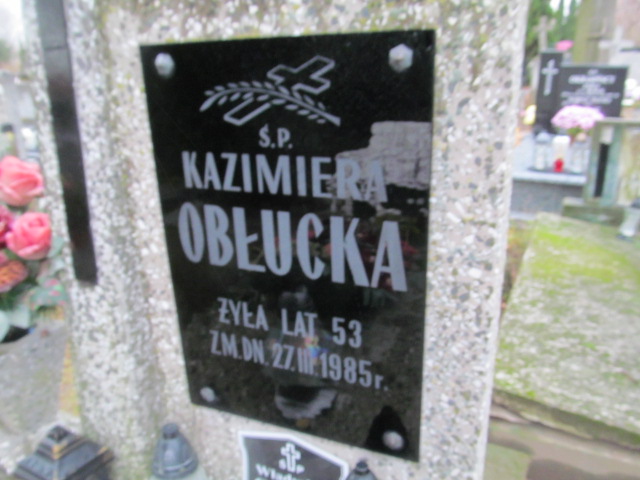 Ś.P.
KAZIMIERA
OBŁUCKA
ŻYŁA LAT 53
ZM. DN. 27.III.1985r.
Ś P